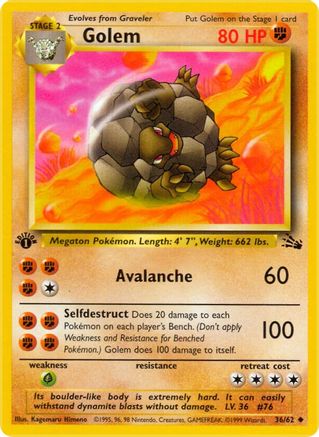 Evolves from Graveler Put Golem on the Stage 1 card
STAGE 2
Golem 80 HP
EDITION
1
Megaton Pokémon. Length: 4' 7", Weight: 662 lbs.
Avalanche 60
Selfdestruct Does 20 damage to each
Pokémon on each player's Bench. (Don't apply
Weakness and Resistance for Benched
Pokémon.) Golem does 100 damage to itself.
100
weakness resistance retreat cost
Its boulder-like body is extremely hard. It can easily
withstand dynamite blasts without damage. LV. 36 #76
Illus. Kagemaru Himeno ©1995, 96, 98 Nintendo, Creatures, GAMEFREAK. ©1999 Wizards. 36/62